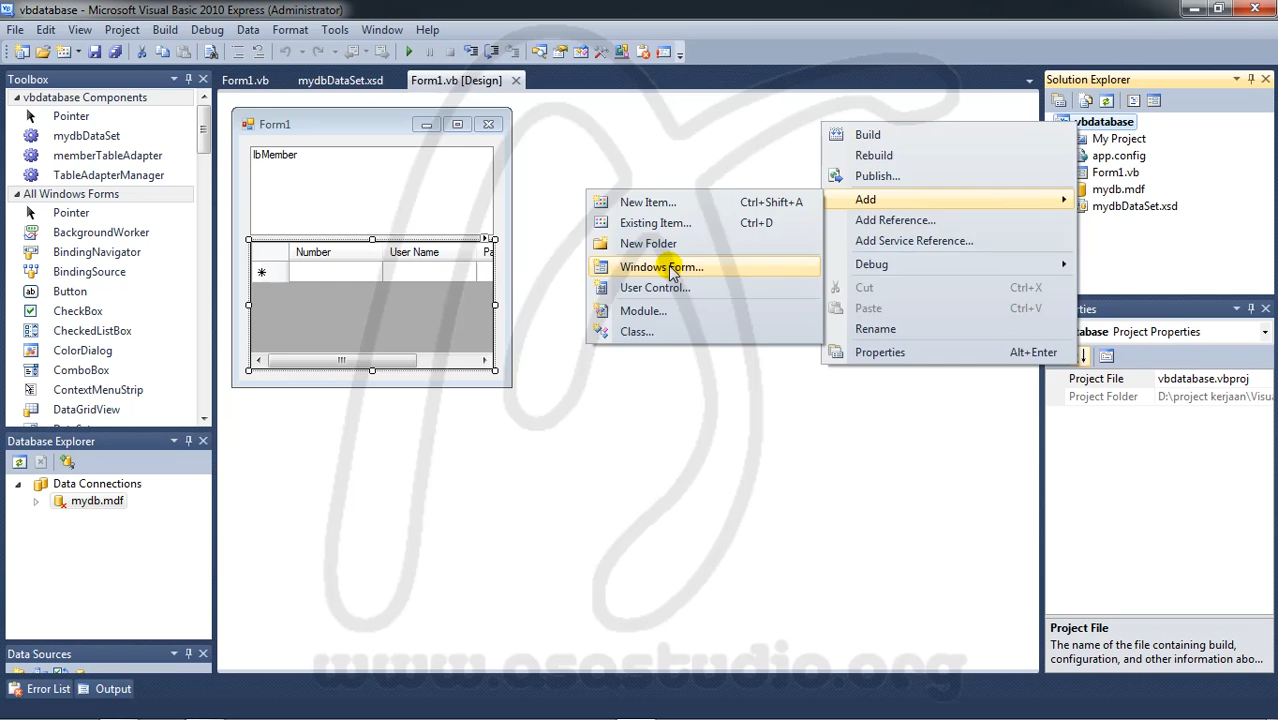 vbdatabase - Microsoft Visual Basic 2010 Express (Administrator)
File Edit View Project Build Debug Data Format Tools Window Help
Toolbox
vbdatabase Components
Pointer
mydbDataSet
memberTableAdapter
TableAdapterManager
All Windows Forms
Pointer
BackgroundWorker
BindingNavigator
BindingSource
Button
CheckBox
CheckedListBox
ColorDialog
ComboBox
ContextMenuStrip
DataGridView
Database Explorer
Data Connections
mydb.mdf
Data Sources
Error List Output
Form1.vb mydbDataSet.xsd Form1.vb [Design]
Form1
lbMember
Number User Name Pa
New Item... Ctrl+Shift+A
Existing Item... Ctrl+D
New Folder
Windows Form...
User Control...
Module...
Class...
Build
Rebuild
Publish...
Add
Add Reference...
Add Service Reference...
Debug
Cut Ctrl+X
Paste Ctrl+V
Rename
Properties Alt+Enter
Solution Explorer
vbdatabase
My Project
app.config
Form1.vb
mydb.mdf
mydbDataSet.xsd
erties
tabase Project Properties
Project File vbdatabase.vbproj
Project Folder D:\project kerjaan\Visua
Project File
The name of the file containing build,
configuration, and other information abo...
www.asastudio.org